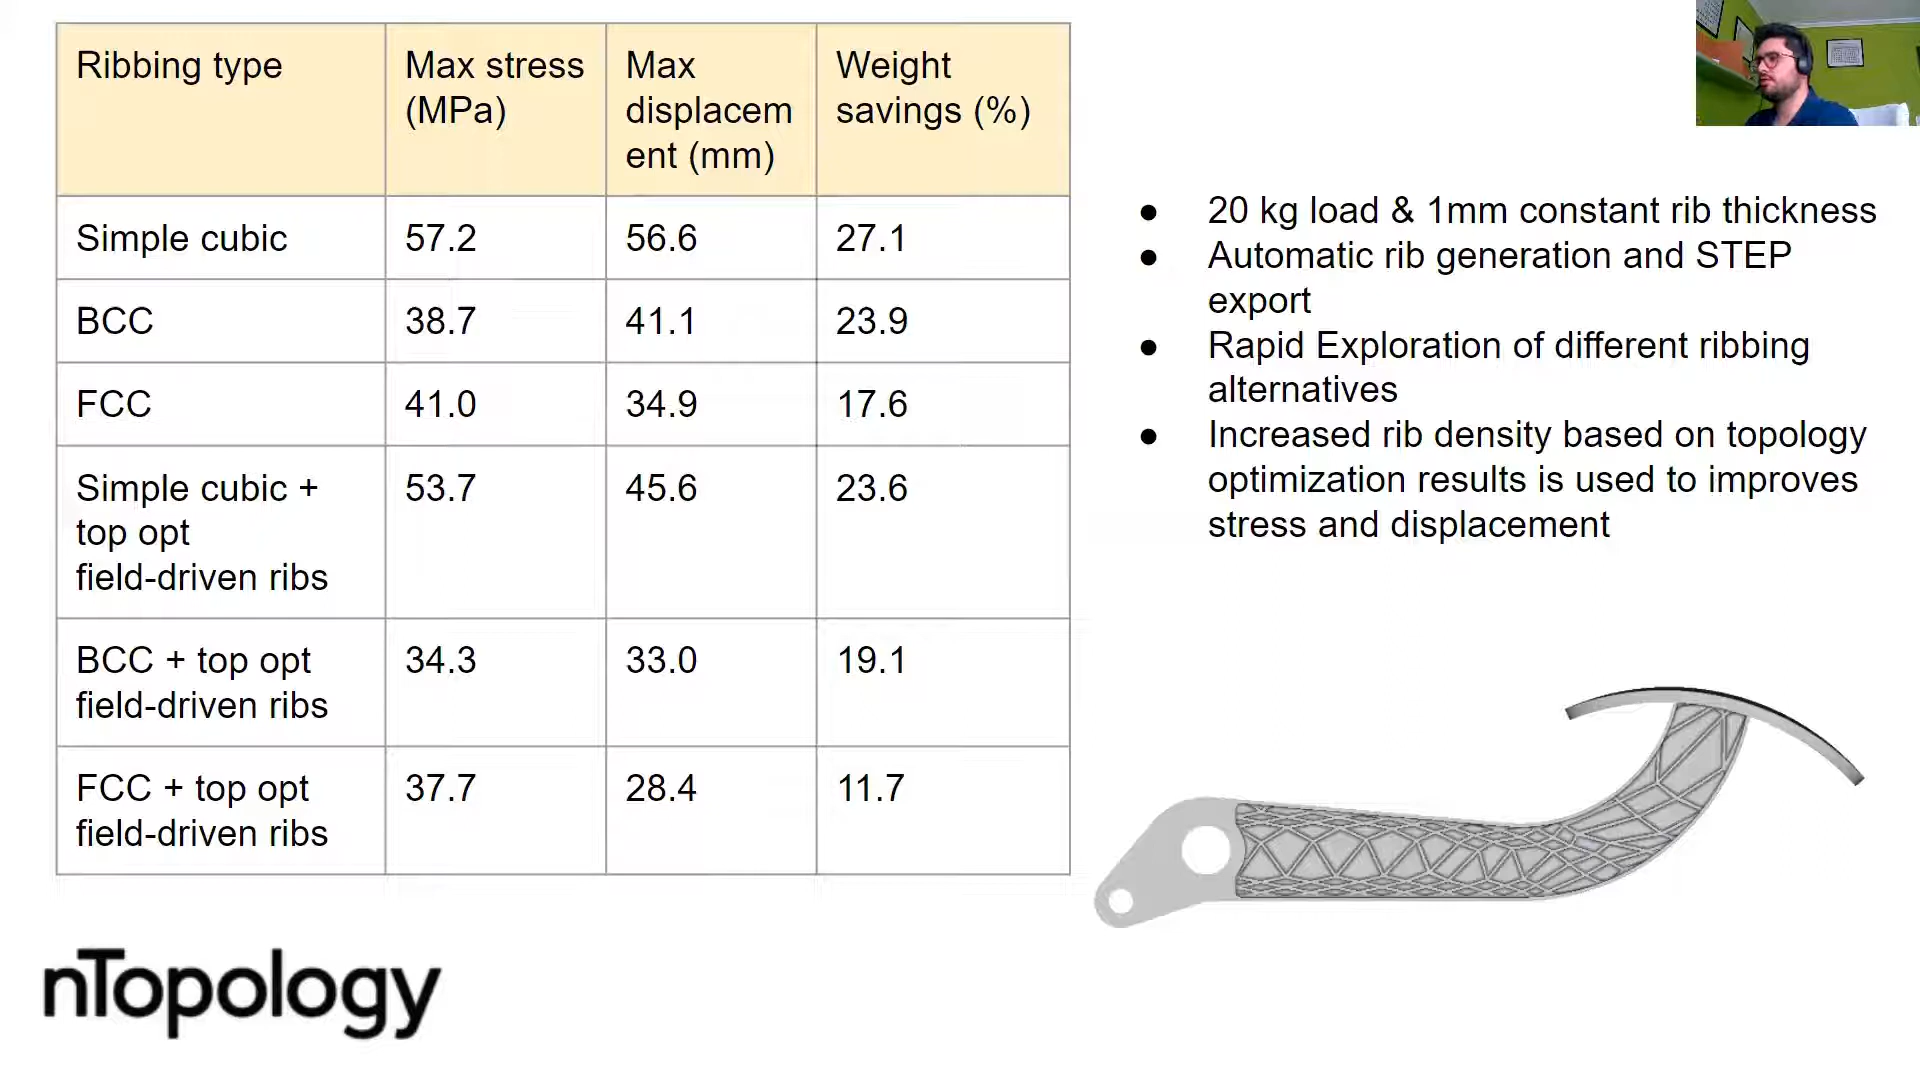 Ribbing type
Max stress
(MPa)
Max
displacem
ent (mm)
Weight
savings (%)
Simple cubic
57.2
56.6
27.1
BCC
38.7
41.1
23.9
FCC
41.0
34.9
17.6
Simple cubic +
top opt
field-driven ribs
53.7
45.6
23.6
BCC + top opt
field-driven ribs
34.3
33.0
19.1
FCC + top opt
field-driven ribs
37.7
28.4
11.7
● 20 kg load & 1mm constant rib thickness
● Automatic rib generation and STEP
export
● Rapid Exploration of different ribbing
alternatives
● Increased rib density based on topology
optimization results is used to improves
stress and displacement
nTopology